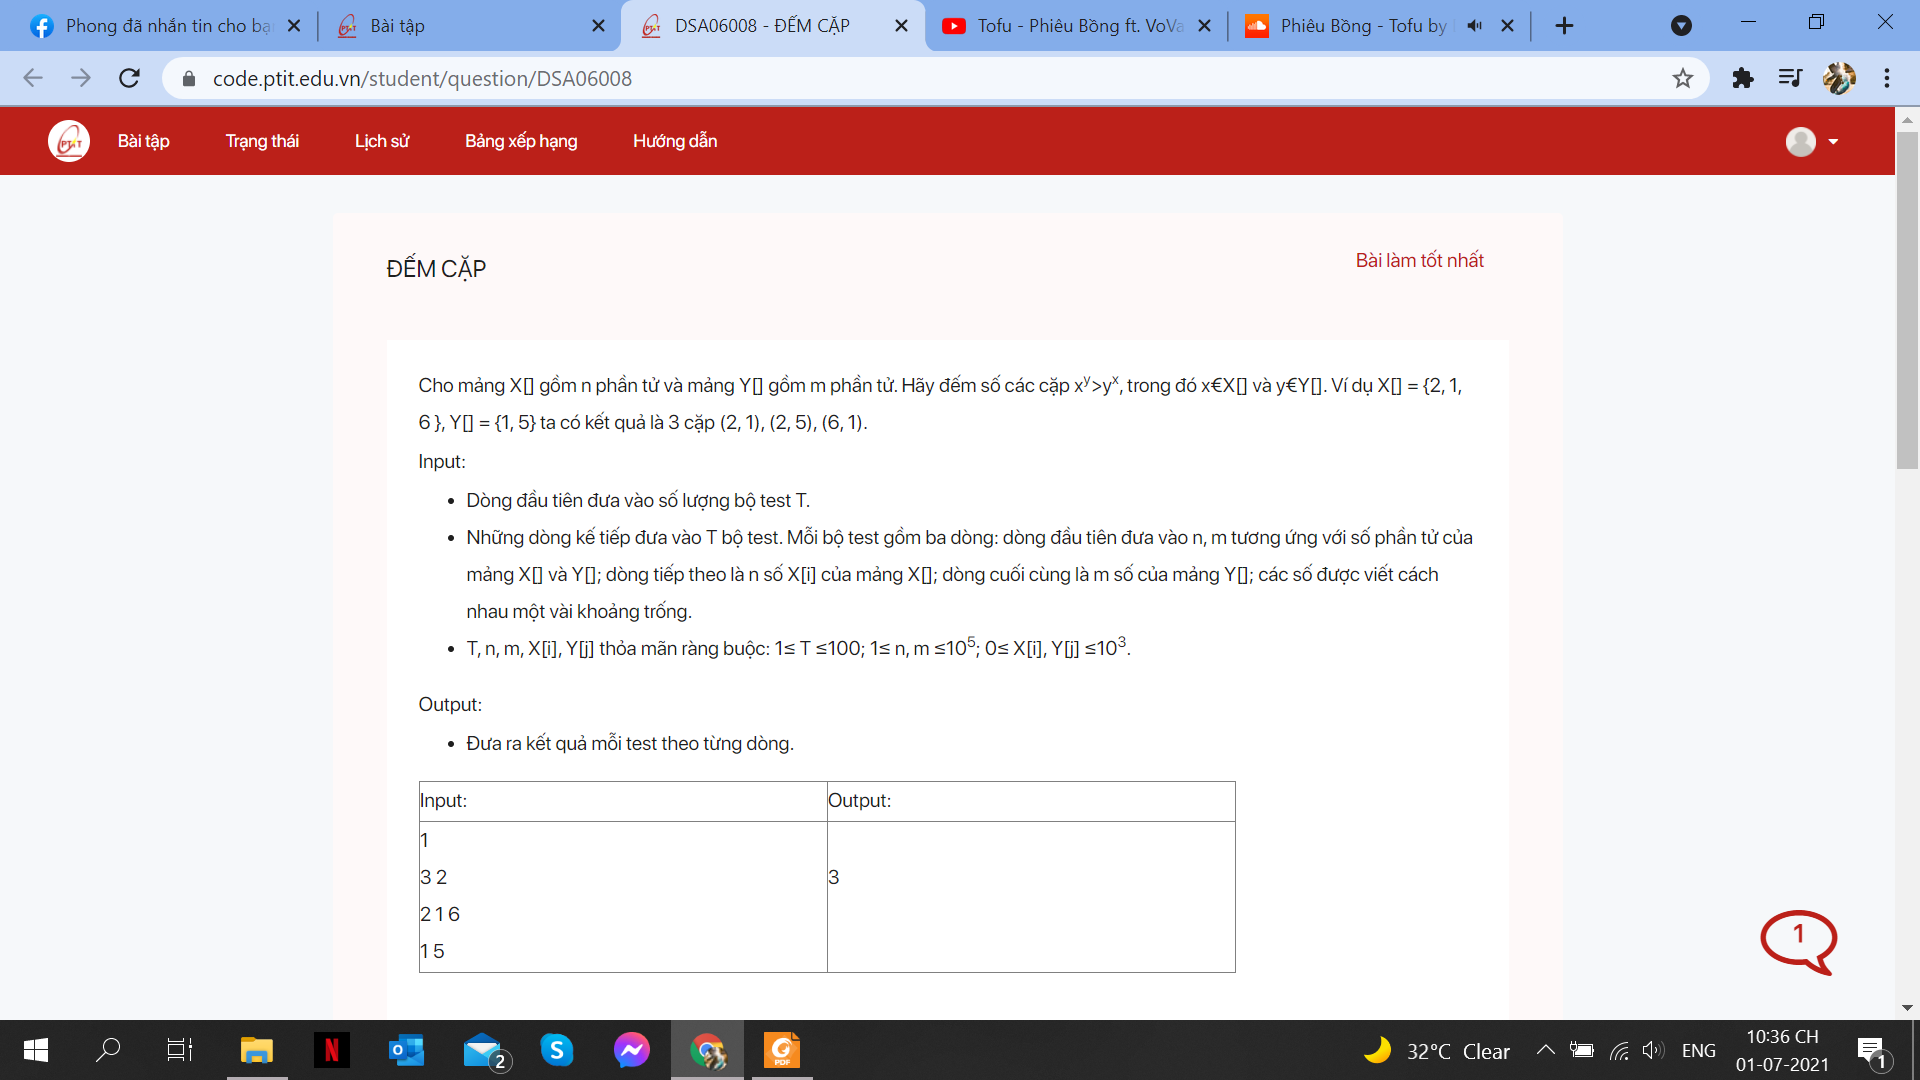 Phong đã nhắn tin cho bạ
Bài tập
DSA06008 - ĐẾM CẶP
Tofu - Phiêu Bồng ft. VoVa
Phiêu Bồng - Tofu by
code.ptit.edu.vn/student/question/DSA06008
PTIT
Bài tập
Trạng thái
Lịch sử
Bảng xếp hạng
Hướng dẫn
ĐẾM CẶP
Bài làm tốt nhất
Cho mảng X[] gồm n phần tử và mảng Y[] gồm m phần tử. Hãy đếm số các cặp x^y>y^x, trong đó x€X[] và y€Y[]. Ví dụ X[] = {2, 1,
6 }, Y[] = {1, 5} ta có kết quả là 3 cặp (2, 1), (2, 5), (6, 1).
Input:
Dòng đầu tiên đưa vào số lượng bộ test T.
Những dòng kế tiếp đưa vào T bộ test. Mỗi bộ test gồm ba dòng: dòng đầu tiên đưa vào n, m tương ứng với số phần tử của
mảng X[] và Y[]; dòng tiếp theo là n số X[i] của mảng X[]; dòng cuối cùng là m số của mảng Y[]; các số được viết cách
nhau một vài khoảng trống.
T, n, m, X[i], Y[j] thỏa mãn ràng buộc: 1≤ T ≤100; 1≤ n, m ≤10^5; 0≤ X[i], Y[j] ≤10^3.
Output:
Đưa ra kết quả mỗi test theo từng dòng.
Input:
Output:
1
3 2
3
2 1 6
1 5
1
N
2
S
PDF
32°C Clear
ENG
10:36 CH
01-07-2021
1